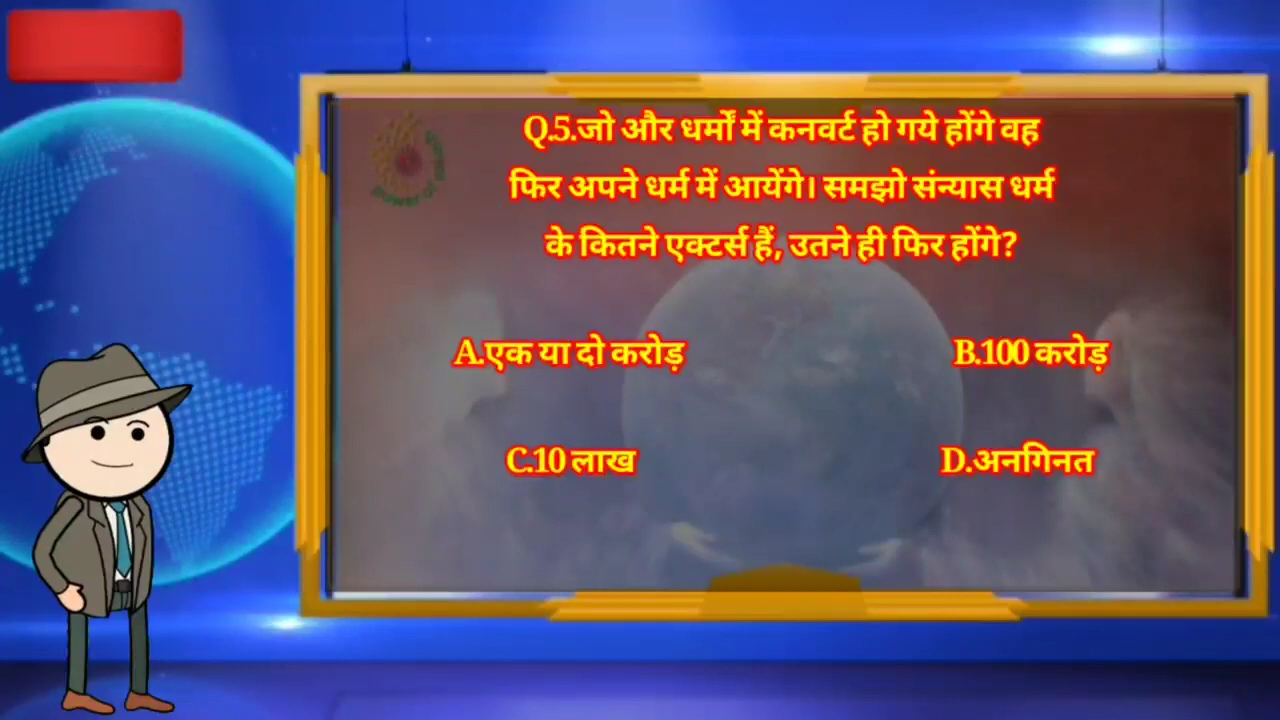 Q.5.जो और धर्मों में कनवर्ट हो गये होंगे वह
फिर अपने धर्म में आयेंगे। समझो संन्यास धर्म
के कितने एक्टर्स हैं, उतने ही फिर होंगे?
A.एक या दो करोड़
B.100 करोड़
C.10 लाख
D.अनगिनत